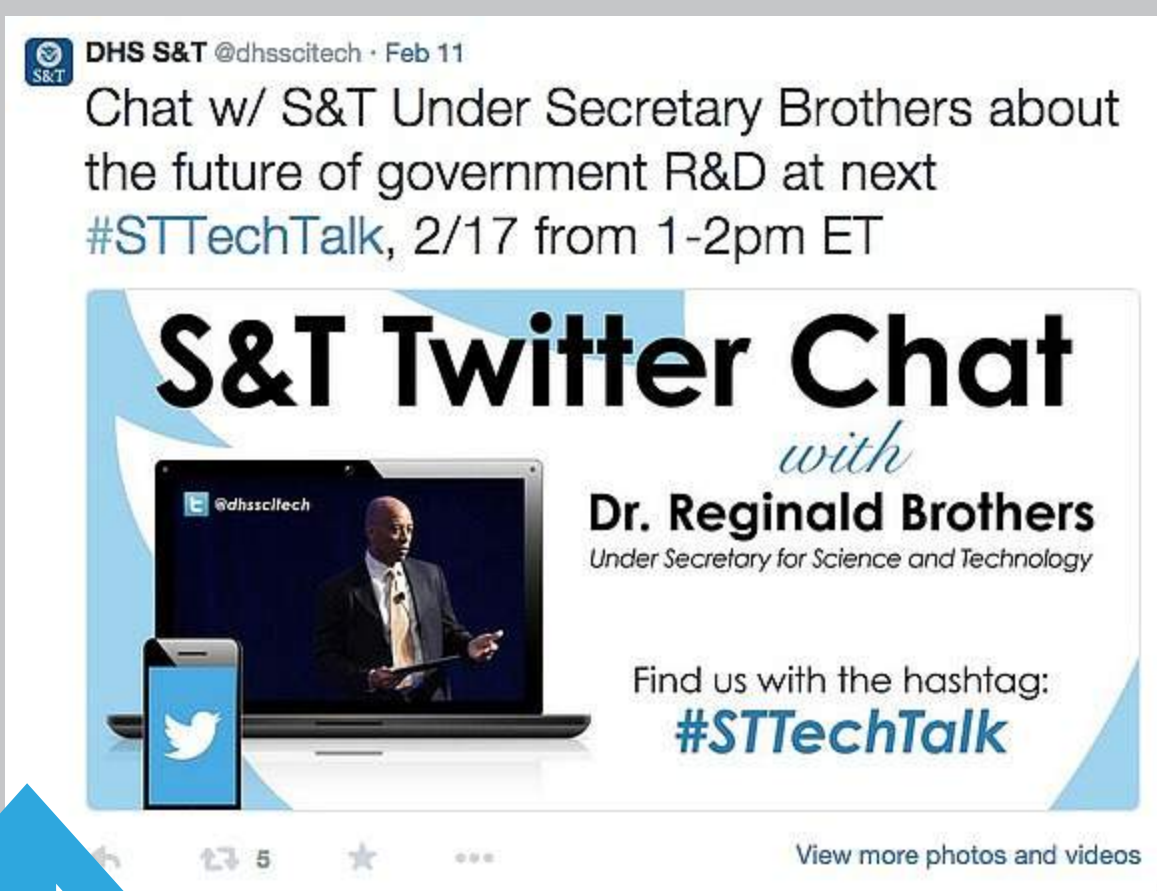 DHS S&T @dhsscitech · Feb 11
S&T
Chat w/ S&T Under Secretary Brothers about
the future of government R&D at next
#STTechTalk, 2/17 from 1-2pm ET
S&T Twitter Chat
with
@dhsscitech
Dr. Reginald Brothers
Under Secretary for Science and Technology
Find us with the hashtag:
#STTechTalk
5
View more photos and videos